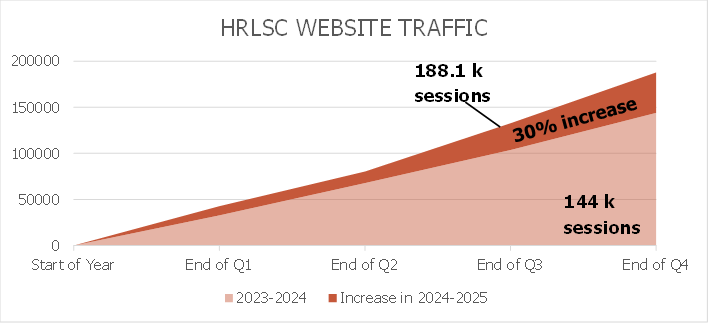 HRLSC WEBSITE TRAFFIC
200000
150000
100000
50000
0
188.1 k
sessions
30% increase
144 k
sessions
Start of Year
End of Q1
End of Q2
End of Q3
End of Q4
2023-2024
Increase in 2024-2025